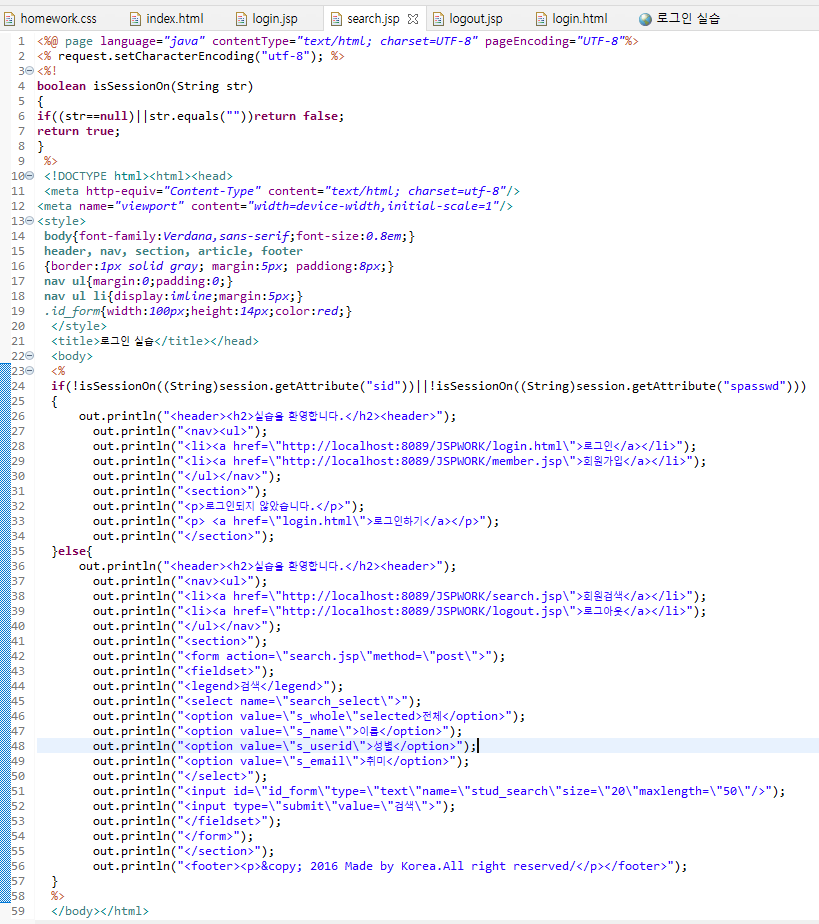 homework.css index.html login.jsp search.jsp logout.jsp login.html 로그인 실습
1 <%@ page language="java" contentType="text/html; charset=UTF-8" pageEncoding="UTF-8"%>
2 <% request.setCharacterEncoding("utf-8"); %>
3 <%!
4 boolean isSessionOn(String str)
5 {
6 if((str==null)||str.equals(""))return false;
7 return true;
8 }
9 %>
10 <!DOCTYPE html><html><head>
11 <meta http-equiv="Content-Type" content="text/html; charset=utf-8"/>
12 <meta name="viewport" content="width=device-width,initial-scale=1"/>
13 <style>
14 body{font-family:Verdana,sans-serif;font-size:0.8em;}
15 header, nav, section, article, footer
16 {border:1px solid gray; margin:5px; paddiong:8px;}
17 nav ul{margin:0;padding:0;}
18 nav ul li{display:imline;margin:5px;}
19 .id_form{width:100px;height:14px;color:red;}
20 </style>
21 <title>로그인 실습</title></head>
22 <body>
23 <%
24 if(!isSessionOn((String)session.getAttribute("sid"))||!isSessionOn((String)session.getAttribute("spasswd")))
25 {
26 out.println("<header><h2>실습을 환영합니다.</h2><header>");
27 out.println("<nav><ul>");
28 out.println("<li><a href=\"http://localhost:8089/JSPWORK/login.html\">로그인</a></li>");
29 out.println("<li><a href=\"http://localhost:8089/JSPWORK/member.jsp\">회원가입</a></li>");
30 out.println("</ul></nav>");
31 out.println("<section>");
32 out.println("<p>로그인되지 않았습니다.</p>");
33 out.println("<p> <a href=\"login.html\">로그인하기</a></p>");
34 out.println("</section>");
35 }else{
36 out.println("<header><h2>실습을 환영합니다.</h2><header>");
37 out.println("<nav><ul>");
38 out.println("<li><a href=\"http://localhost:8089/JSPWORK/search.jsp\">회원검색</a></li>");
39 out.println("<li><a href=\"http://localhost:8089/JSPWORK/logout.jsp\">로그아웃</a></li>");
40 out.println("</ul></nav>");
41 out.println("<section>");
42 out.println("<form action=\"search.jsp\"method=\"post\">");
43 out.println("<fieldset>");
44 out.println("<legend>검색</legend>");
45 out.println("<select name=\"search_select\">");
46 out.println("<option value=\"s_whole\"selected>전체</option>");
47 out.println("<option value=\"s_name\">이름</option>");
48 out.println("<option value=\"s_userid\">성별</option>");
49 out.println("<option value=\"s_email\">취미</option>");
50 out.println("</select>");
51 out.println("<input id=\"id_form\"type=\"text\"name=\"stud_search\"size=\"20\"maxlength=\"50\"/>");
52 out.println("<input type=\"submit\"value=\"검색\">");
53 out.println("</fieldset>");
54 out.println("</form>");
55 out.println("</section>");
56 out.println("<footer><p>&copy; 2016 Made by Korea.All right reserved/</p></footer>");
57 }
58 %>
59 </body></html>